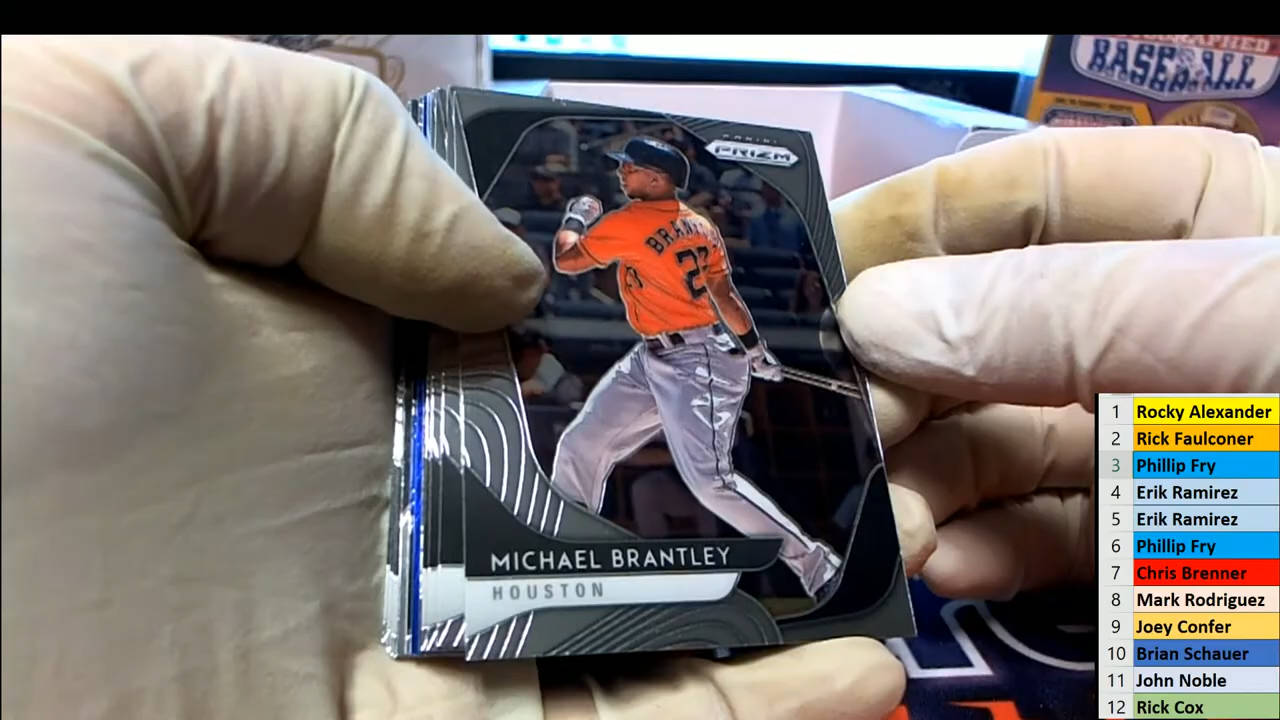 BASEBALL
PANINI
PRIZM
23
MICHAEL BRANTLEY
HOUSTON
1 Rocky Alexander
2 Rick Faulconer
3 Phillip Fry
4 Erik Ramirez
5 Erik Ramirez
6 Phillip Fry
7 Chris Brenner
8 Mark Rodriguez
9 Joey Confer
10 Brian Schauer
11 John Noble
12 Rick Cox